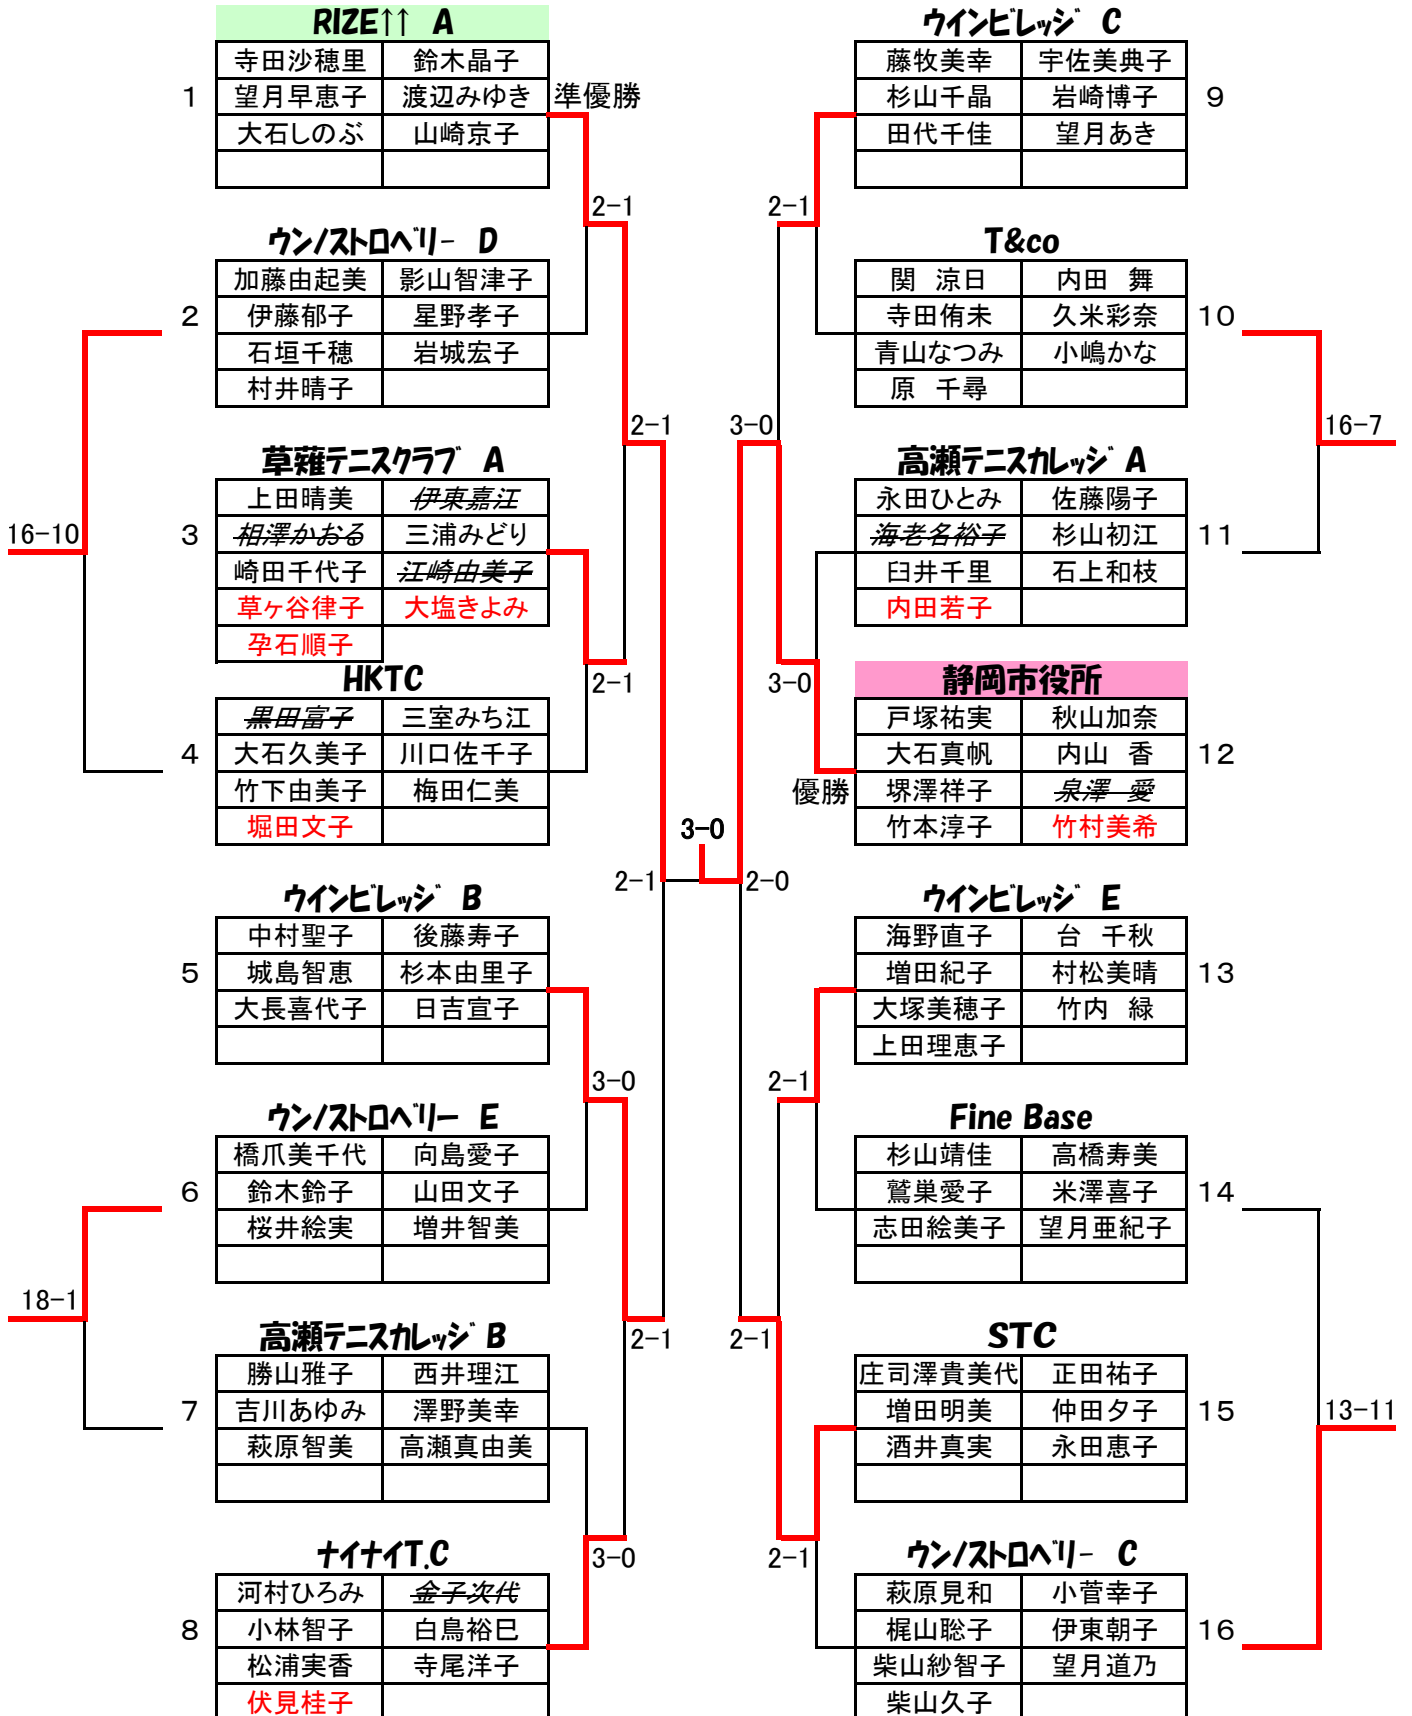 RIZE↑↑ A
寺田沙穂里 鈴木晶子
1 望月早恵子 渡辺みゆき 準優勝
大石しのぶ 山崎京子
2-1
ウンノストロベリー D
加藤由起美 影山智津子
2 伊藤郁子 星野孝子
石垣千穂 岩城宏子
村井晴子
2-1
草薙テニスクラブ A
上田晴美 伊東嘉江
16-10
3 相澤かおる 三浦みどり
崎田千代子 江崎由美子
草ヶ谷律子 大塩きよみ
孕石順子
HKTC
2-1
黒田富子 三室みち江
4 大石久美子 川口佐千子
竹下由美子 梅田仁美
堀田文子
3-0
2-1
ウインビレッジ B
中村聖子 後藤寿子
5 城島智恵 杉本由里子
大長喜代子 日吉宣子
3-0
ウンノストロベリー E
橋爪美千代 向島愛子
6 鈴木鈴子 山田文子
桜井絵実 増井智美
18-1
高瀬テニスカレッジ B
2-1
勝山雅子 西井理江
7 吉川あゆみ 澤野美幸
萩原智美 高瀬真由美
ナイナイT.C
3-0
河村ひろみ 金子次代
8 小林智子 白鳥裕巳
松浦実香 寺尾洋子
伏見桂子
ウインビレッジ C
藤牧美幸 宇佐美典子
杉山千晶 岩崎博子 9
田代千佳 望月あき
2-1
T&co
関 涼日 内田 舞
寺田侑未 久米彩奈 10
青山なつみ 小嶋かな
原 千尋
3-0
16-7
高瀬テニスカレッジ A
永田ひとみ 佐藤陽子
海老名裕子 杉山初江 11
臼井千里 石上和枝
内田若子
3-0
静岡市役所
戸塚祐実 秋山加奈
大石真帆 内山 香 12
優勝 堺澤祥子 泉澤 愛
竹本淳子 竹村美希
2-0
ウインビレッジ E
海野直子 台 千秋
増田紀子 村松美晴 13
大塚美穂子 竹内 緑
上田理恵子
2-1
Fine Base
杉山靖佳 高橋寿美
鷲巣愛子 米澤喜子 14
志田絵美子 望月亜紀子
2-1
STC
庄司澤貴美代 正田祐子
増田明美 仲田夕子 15
13-11
酒井真実 永田恵子
2-1
ウンノストロベリー C
萩原見和 小菅幸子
梶山聡子 伊東朝子 16
柴山紗智子 望月道乃
柴山久子